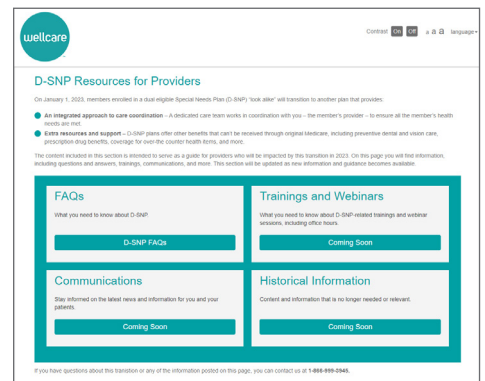 wellcare
Contrast On Off a a a language
D-SNP Resources for Providers
On January 1, 2023, members enrolled in a dual eligible Special Needs Plan (D-SNP) "look alike" will transition to another plan that provides:
An integrated approach to care coordination – A dedicated care team works in coordination with you – the member's provider – to ensure all the member's health
needs are met.
Extra resources and support – D-SNP plans offer other benefits that can't be received through original Medicare, including preventive dental and vision care,
prescription drug benefits, coverage for over-the counter health items, and more.
The content included in this section is intended to serve as a guide for providers who will be impacted by this transition in 2023. On this page you will find information,
including questions and answers, trainings, communications, and more. This section will be updated as new information and guidance becomes available.
FAQs
What you need to know about D-SNP.
D-SNP FAQs
Trainings and Webinars
What you need to know about D-SNP-related trainings and webinar
sessions, including office hours.
Coming Soon
Communications
Stay informed on the latest news and information for you and your
patients.
Coming Soon
Historical Information
Content and information that is no longer needed or relevant.
Coming Soon
If you have questions about this transition or any of the information posted on this page, you can contact us at